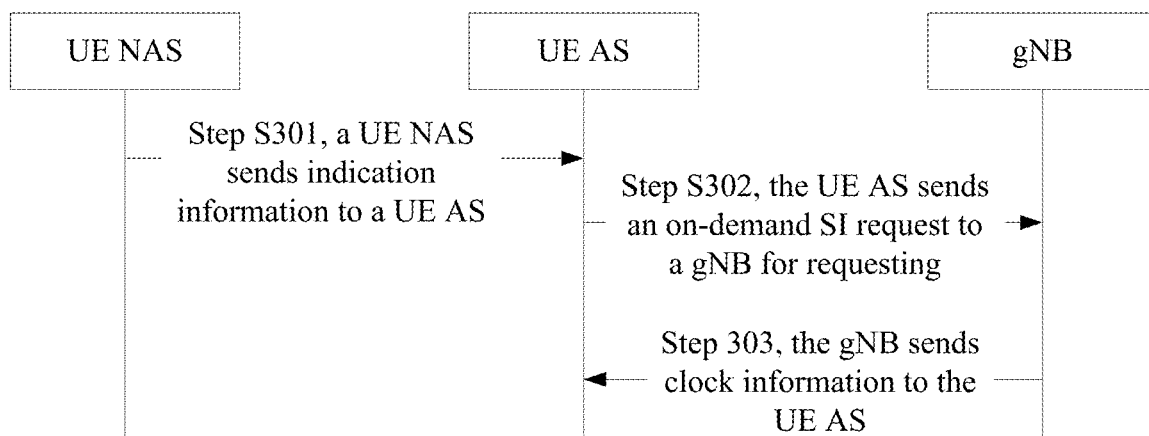 UE NAS
UE AS
gNB
Step S301, a UE NAS
sends indication
information to a UE AS
Step S302, the UE AS sends
an on-demand SI request to
a gNB for requesting
Step 303, the gNB sends
clock information to the
UE AS